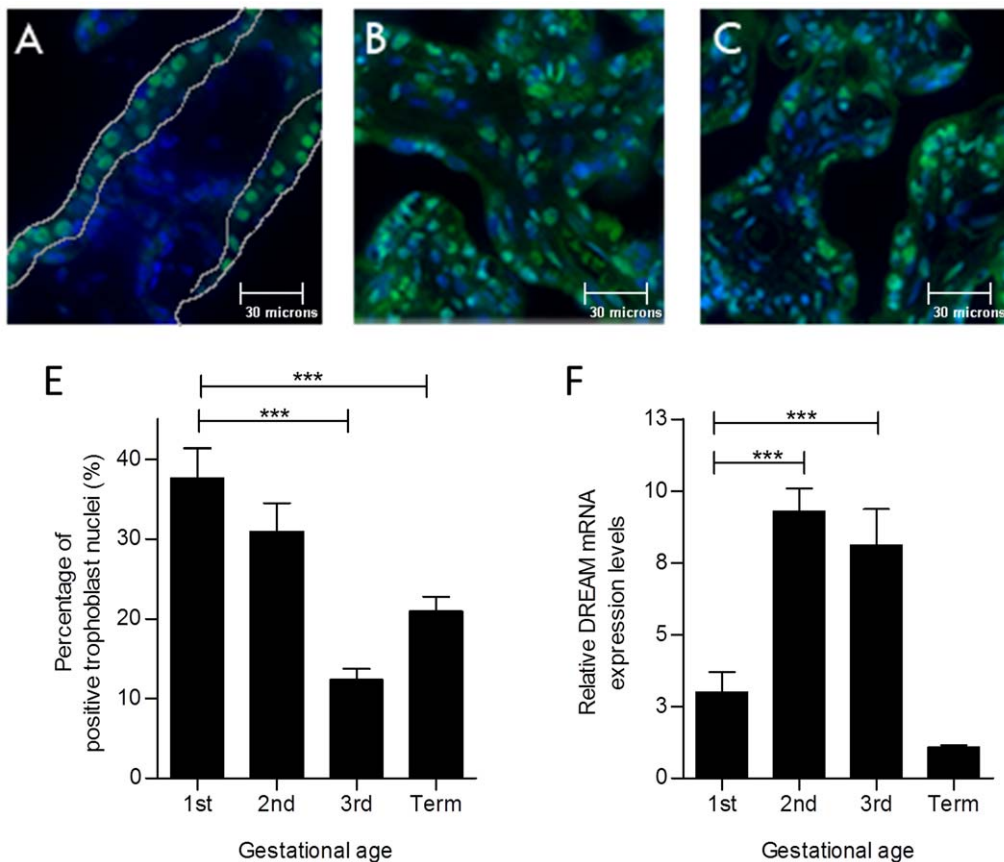 A
B
C
30 microns
30 microns
30 microns
E
Percentage of
positive trophoblast nuclei (%)
***
***
40
30
20
10
0
1st 2nd 3rd Term
Gestational age
F
Relative DREAM mRNA
expression levels
***
***
13
10
8
5
3
0
1st 2nd 3rd Term
Gestational age